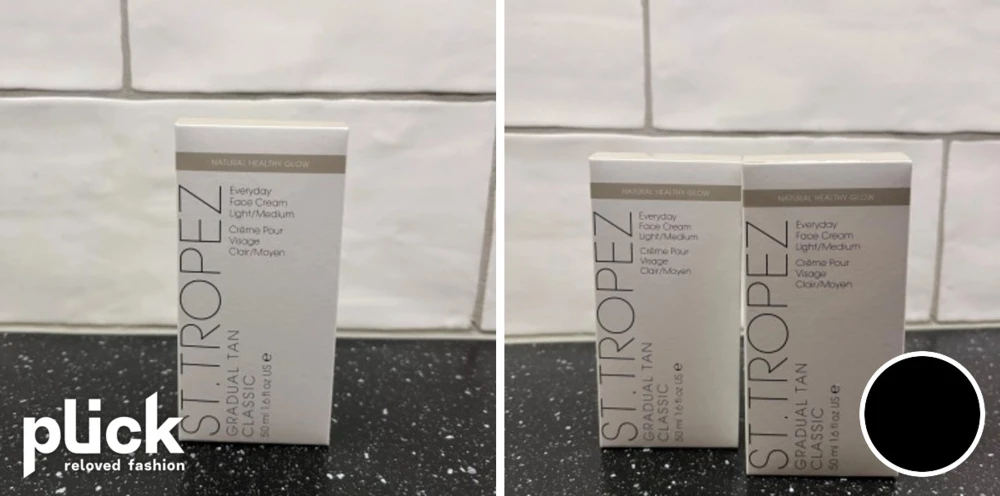 NATURAL HEALTHY GLOW
Everyday
Face Cream
Light/Medium
Crème Pour
Visage
Clair/Moyen
ST.TROPEZ
GRADUAL TAN
CLASSIC
50 ml 1.6 fl oz US e
plick
reloved fashion
NATURAL HEALTHY GLOW
Everyday
Face Cream
Light/Medium
Crème Pour
Visage
Clair/Moyen
ST.TROPEZ
GRADUAL TAN
CLASSIC
50 ml 1.6 fl oz US e
NATURAL HEALTHY GLOW
Everyday
Face Cream
Light/Medium
Crème Pour
Visage
Clair/Moyen
ST.TROPEZ
GRADUAL TAN
CLASSIC
50 ml 1.6 fl oz US e